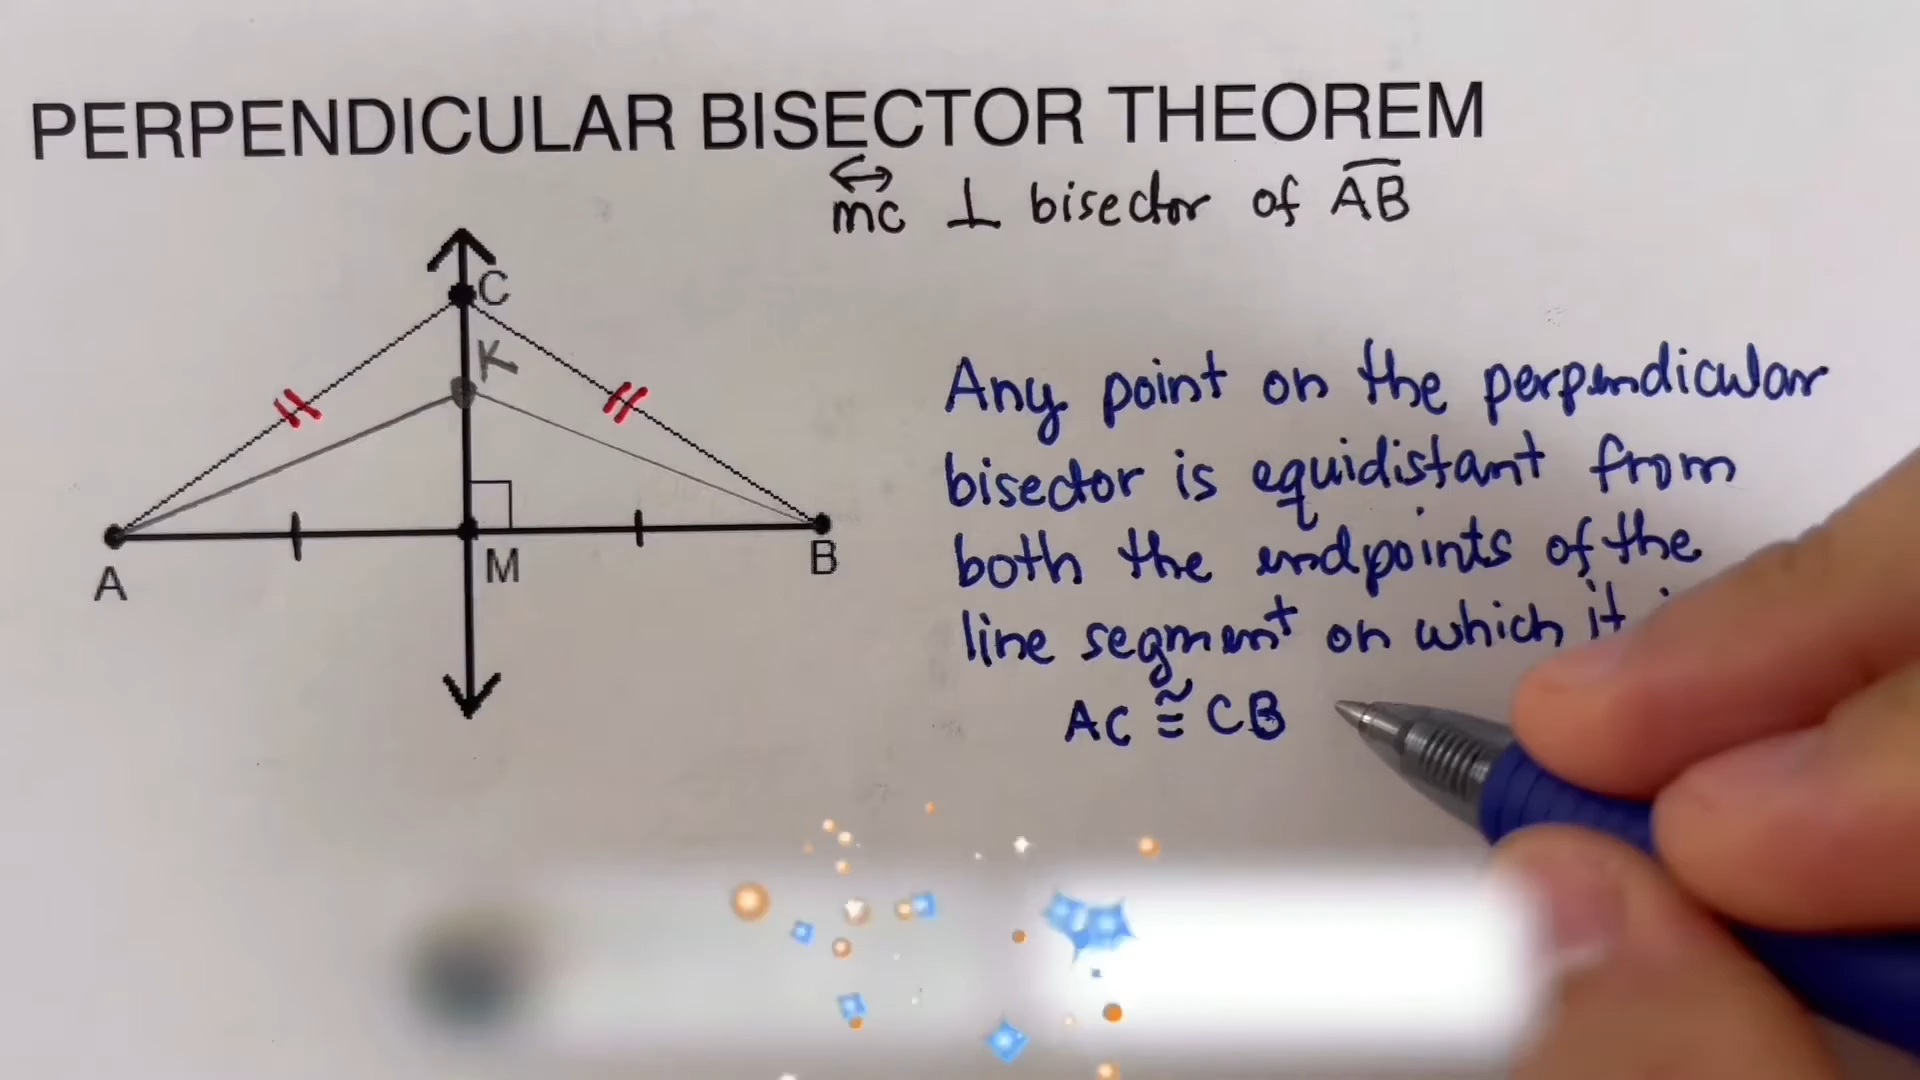 PERPENDICULAR BISECTOR THEOREM
mc ⊥ bisector of AB
C
K
Any point on the perpendicular
bisector is equidistant from
both the endpoints of the
line segment on which it
A
M
B
AC ≅ CB